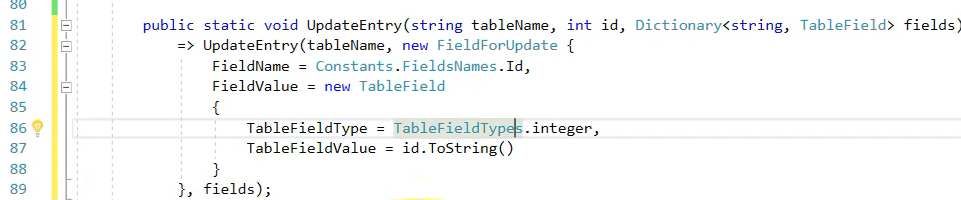 80
81 public static void UpdateEntry(string tableName, int id, Dictionary<string, TableField> fields)
82 => UpdateEntry(tableName, new FieldForUpdate {
83 FieldName = Constants.FieldsNames.Id,
84 FieldValue = new TableField
85 {
86 TableFieldType = TableFieldTypes.integer,
87 TableFieldValue = id.ToString()
88 }
89 }, fields);